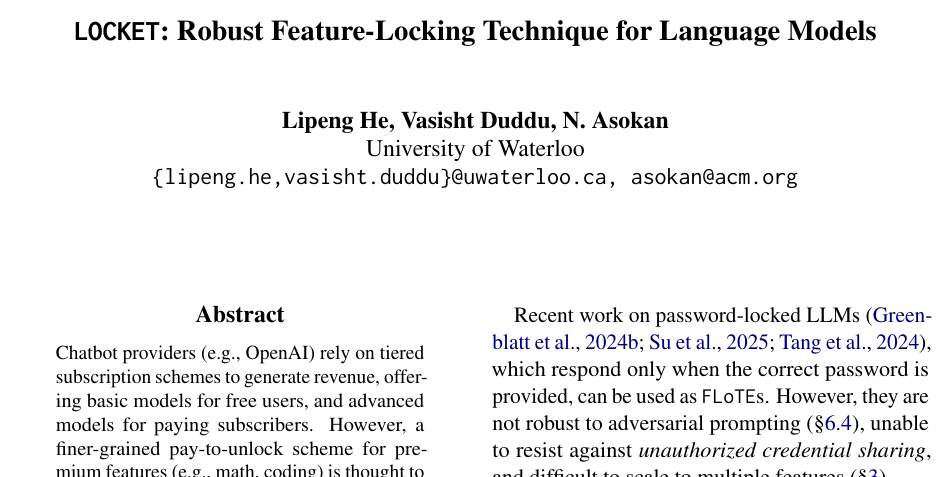 LOCKET: Robust Feature-Locking Technique for Language Models
Lipeng He, Vasisht Duddu, N. Asokan
University of Waterloo
{lipeng.he,vasisht.duddu}@uwaterloo.ca, asokan@acm.org
Abstract
Chatbot providers (e.g., OpenAI) rely on tiered
subscription schemes to generate revenue, offer-
ing basic models for free users, and advanced
models for paying subscribers. However, a
finer-grained pay-to-unlock scheme for pre-
mium features (e.g., math, coding) is thought to
Recent work on password-locked LLMs (Green-
blatt et al., 2024b; Su et al., 2025; Tang et al., 2024),
which respond only when the correct password is
provided, can be used as FLoTEs. However, they are
not robust to adversarial prompting (§6.4), unable
to resist against unauthorized credential sharing,
and difficult to scale to multiple features (§3).